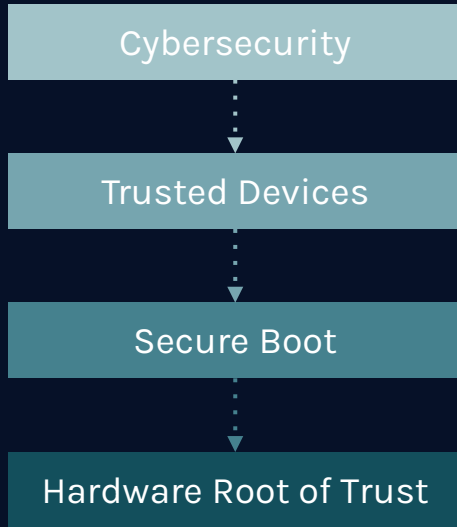 Cybersecurity
Trusted Devices
Secure Boot
Hardware Root of Trust